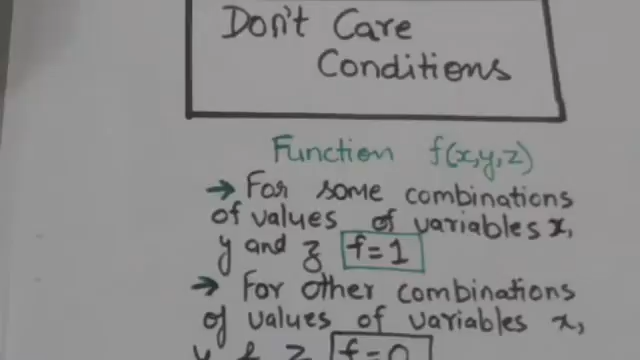 Don't Care
Conditions
Function f(x,y,z)
→ For some combinations
of values of variables x,
y and z f=1
→ For other combinations
of values of variables x,
y & z f=0